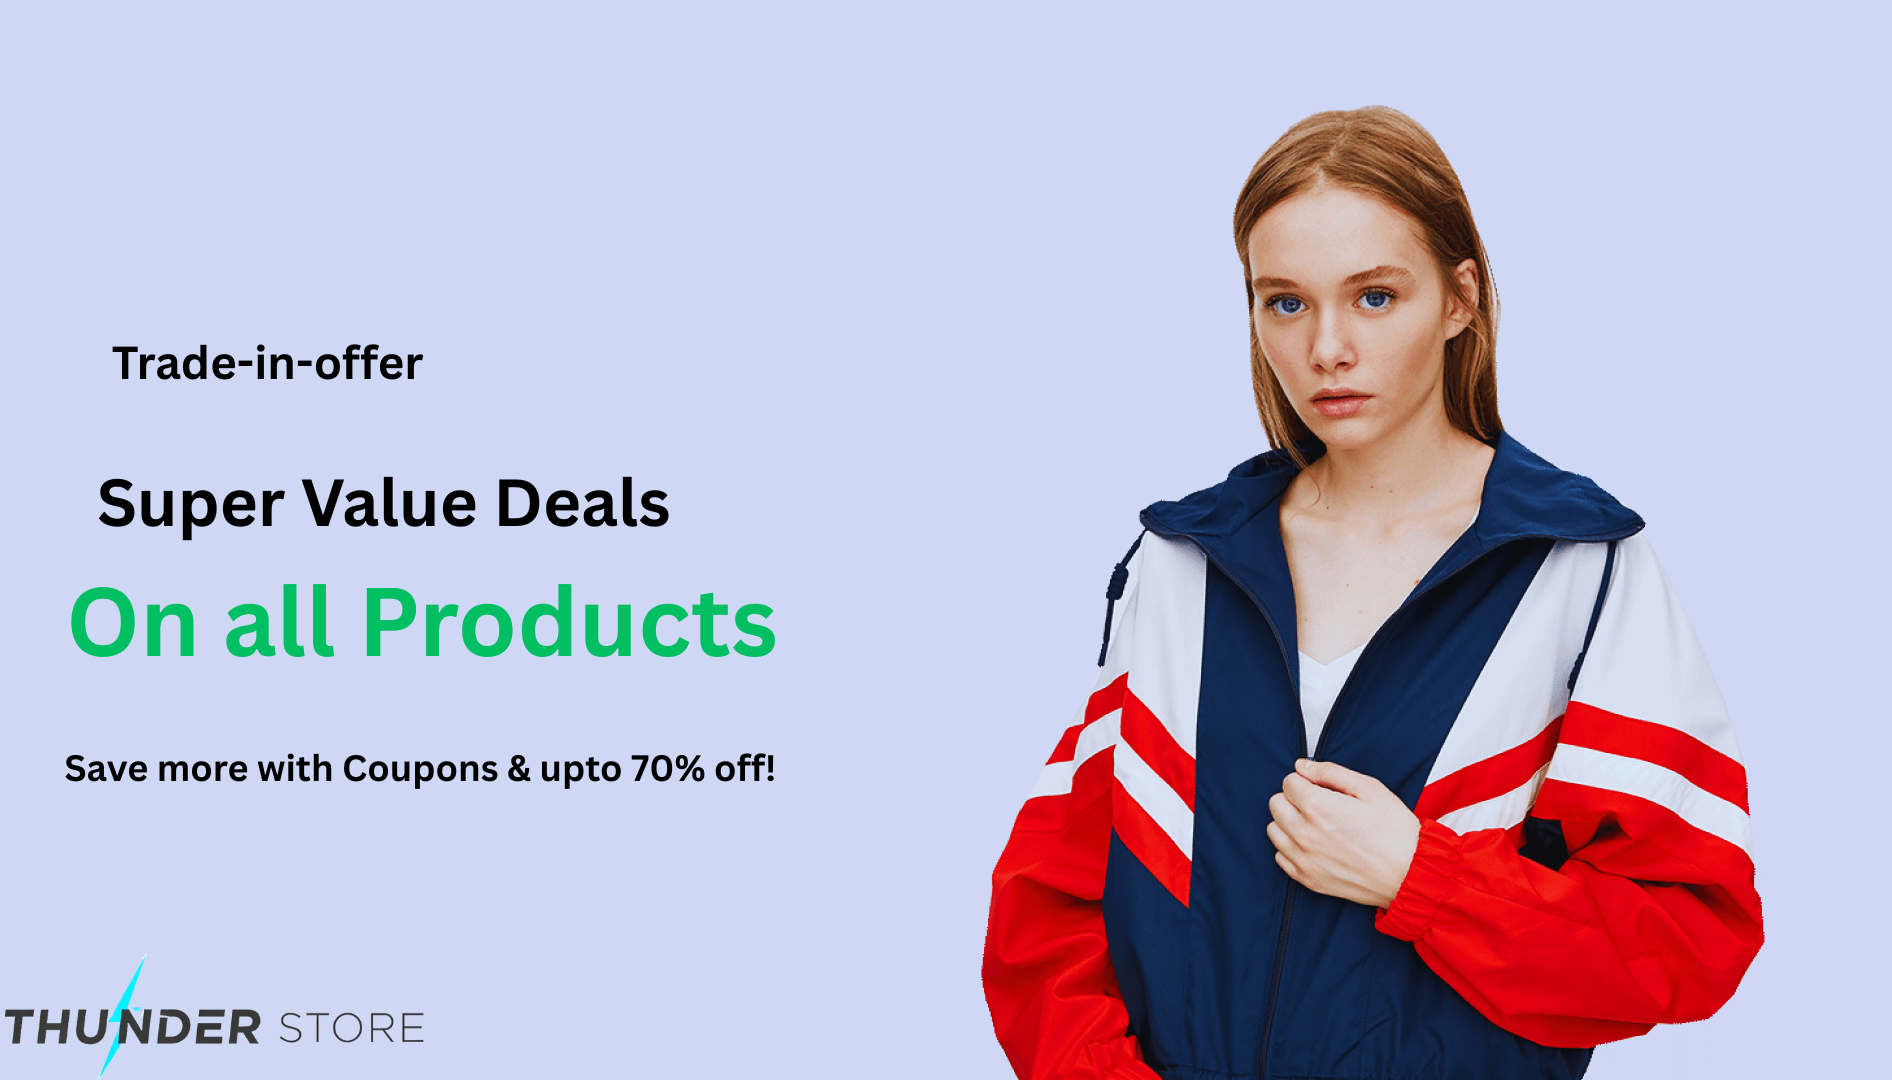 Trade-in-offer
Super Value Deals
On all Products
Save more with Coupons & upto 70% off!
THUNDER STORE